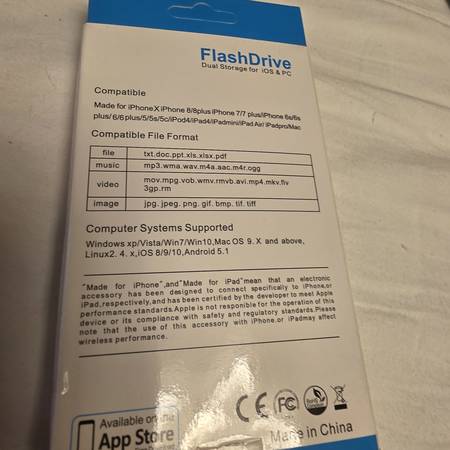 FlashDrive
Dual Storage for iOS & PC
Compatible
Made for iPhone X iPhone 8/8plus iPhone 7/7 plus/iPhone 6s/6s
plus/6/6 plus/5/5s/5c/iPod4/iPad4/iPadmini/iPad Air/ iPadpro/Mac
Compatible File Format
file txt.doc.ppt.xls.xlsx.pdf
music mp3.wma.wav.m4a.aac.m4r.ogg
video mov.mpg.vob.wmv.rmvb.avi.mp4.mkv.flv
3gp.rm
image jpg. jpeg. png. gif. bmp. tif. tiff
Computer Systems Supported
Windows xp/Vista/Win7/Win10,Mac OS 9. X and above,
Linux2. 4. x,iOS 8/9/10,Android 5.1
"Made for iPhone",and"Made for iPad"mean that an electronic
accessory has been designed to connect specifically to iPhone,or
iPad,respectively,and has been certified by the developer to meet Apple
performance standards.Apple is not responsible for the operation of this
device or its compliance with safety and regulatory standards.Please
note that the use of this accessory with iPhone.or iPadmay affect
wireless performance.
CE FC RoHS
Available on
App Store
Made in China